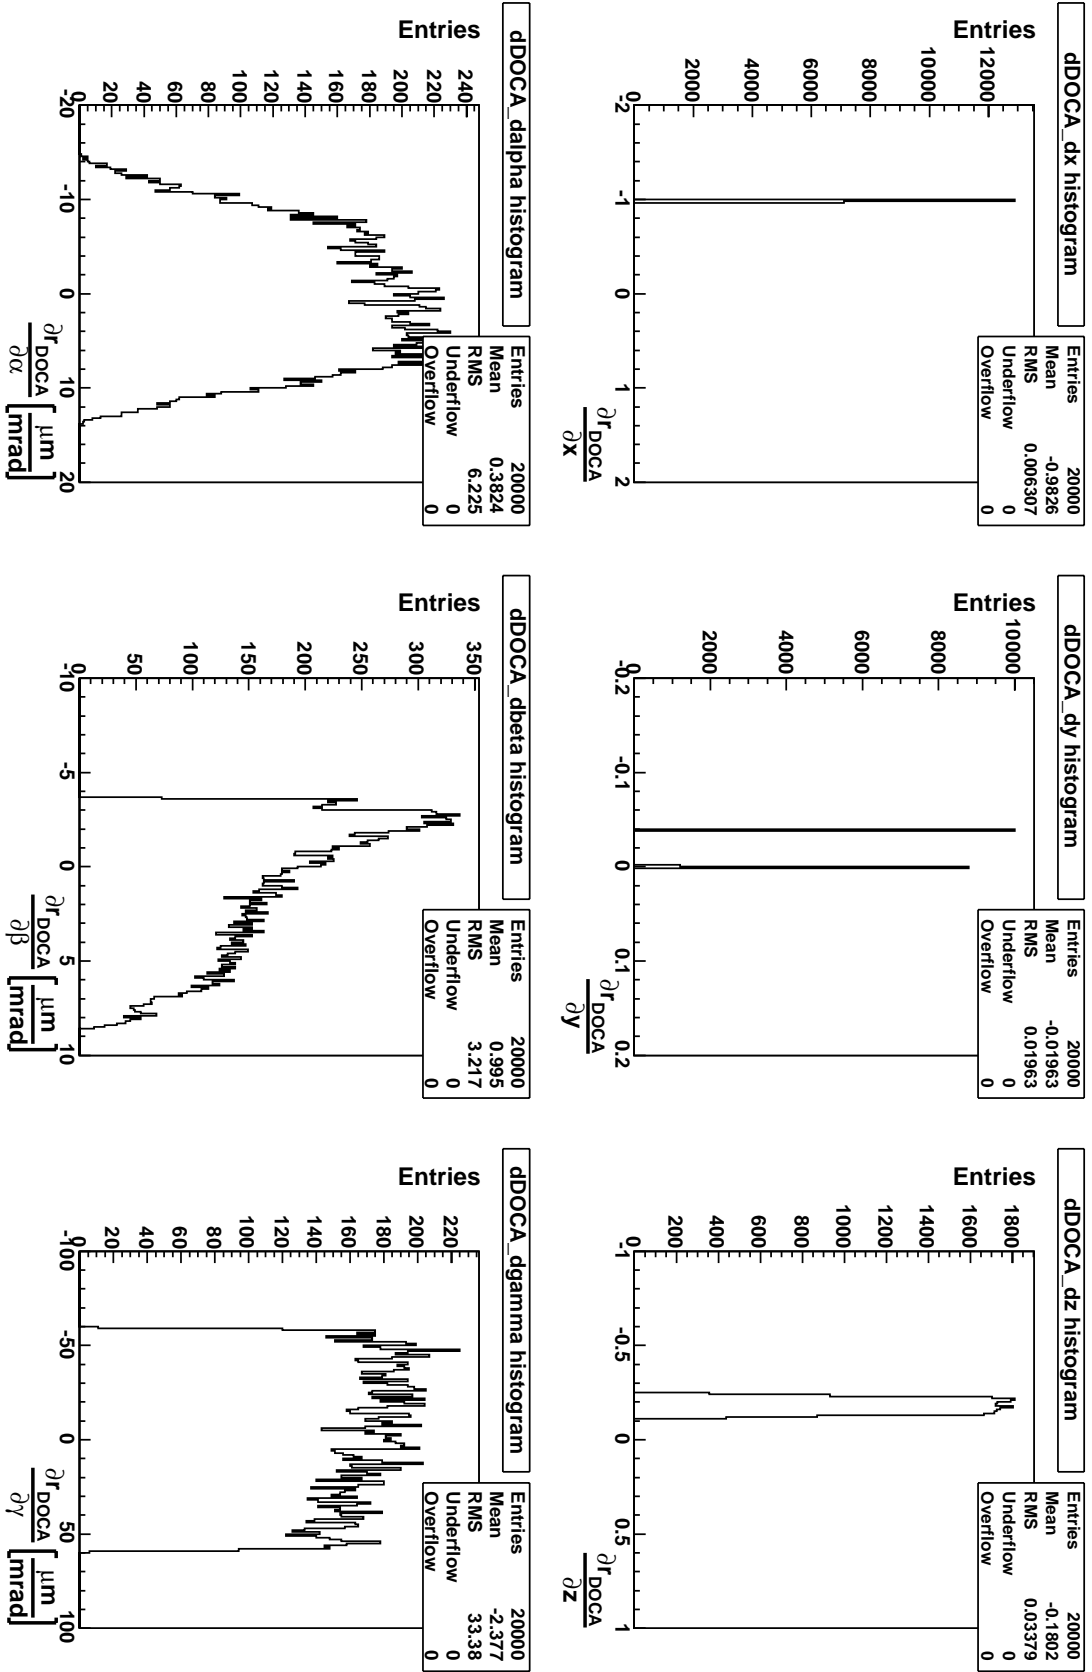 dDOCA_dx histogram
Entries 20000
Mean -0.9826
RMS 0.006307
Underflow 0
Overflow 0
Entries
12000
10000
8000
6000
4000
2000
0
-2 -1 0 1 2
∂r_DOCA
∂x
dDOCA_dy histogram
Entries 20000
Mean -0.01963
RMS 0.01963
Underflow 0
Overflow 0
Entries
10000
8000
6000
4000
2000
0
-0.2 -0.1 0 0.1 0.2
∂r_DOCA
∂y
dDOCA_dz histogram
Entries 20000
Mean -0.1802
RMS 0.03379
Underflow 0
Overflow 0
Entries
1800
1600
1400
1200
1000
800
600
400
200
0
-1 -0.5 0 0.5 1
∂r_DOCA
∂z
dDOCA_dalpha histogram
Entries 20000
Mean 0.3824
RMS 6.225
Underflow 0
Overflow 0
Entries
240
220
200
180
160
140
120
100
80
60
40
20
0
-20 -10 0 10 20
∂r_DOCA [ μm ]
∂α [ mrad ]
dDOCA_dbeta histogram
Entries 20000
Mean 0.995
RMS 3.217
Underflow 0
Overflow 0
Entries
350
300
250
200
150
100
50
0
-10 -5 0 5 10
∂r_DOCA [ μm ]
∂β [ mrad ]
dDOCA_dgamma histogram
Entries 20000
Mean -2.377
RMS 33.38
Underflow 0
Overflow 0
Entries
220
200
180
160
140
120
100
80
60
40
20
0
-100 -50 0 50 100
∂r_DOCA [ μm ]
∂γ [ mrad ]